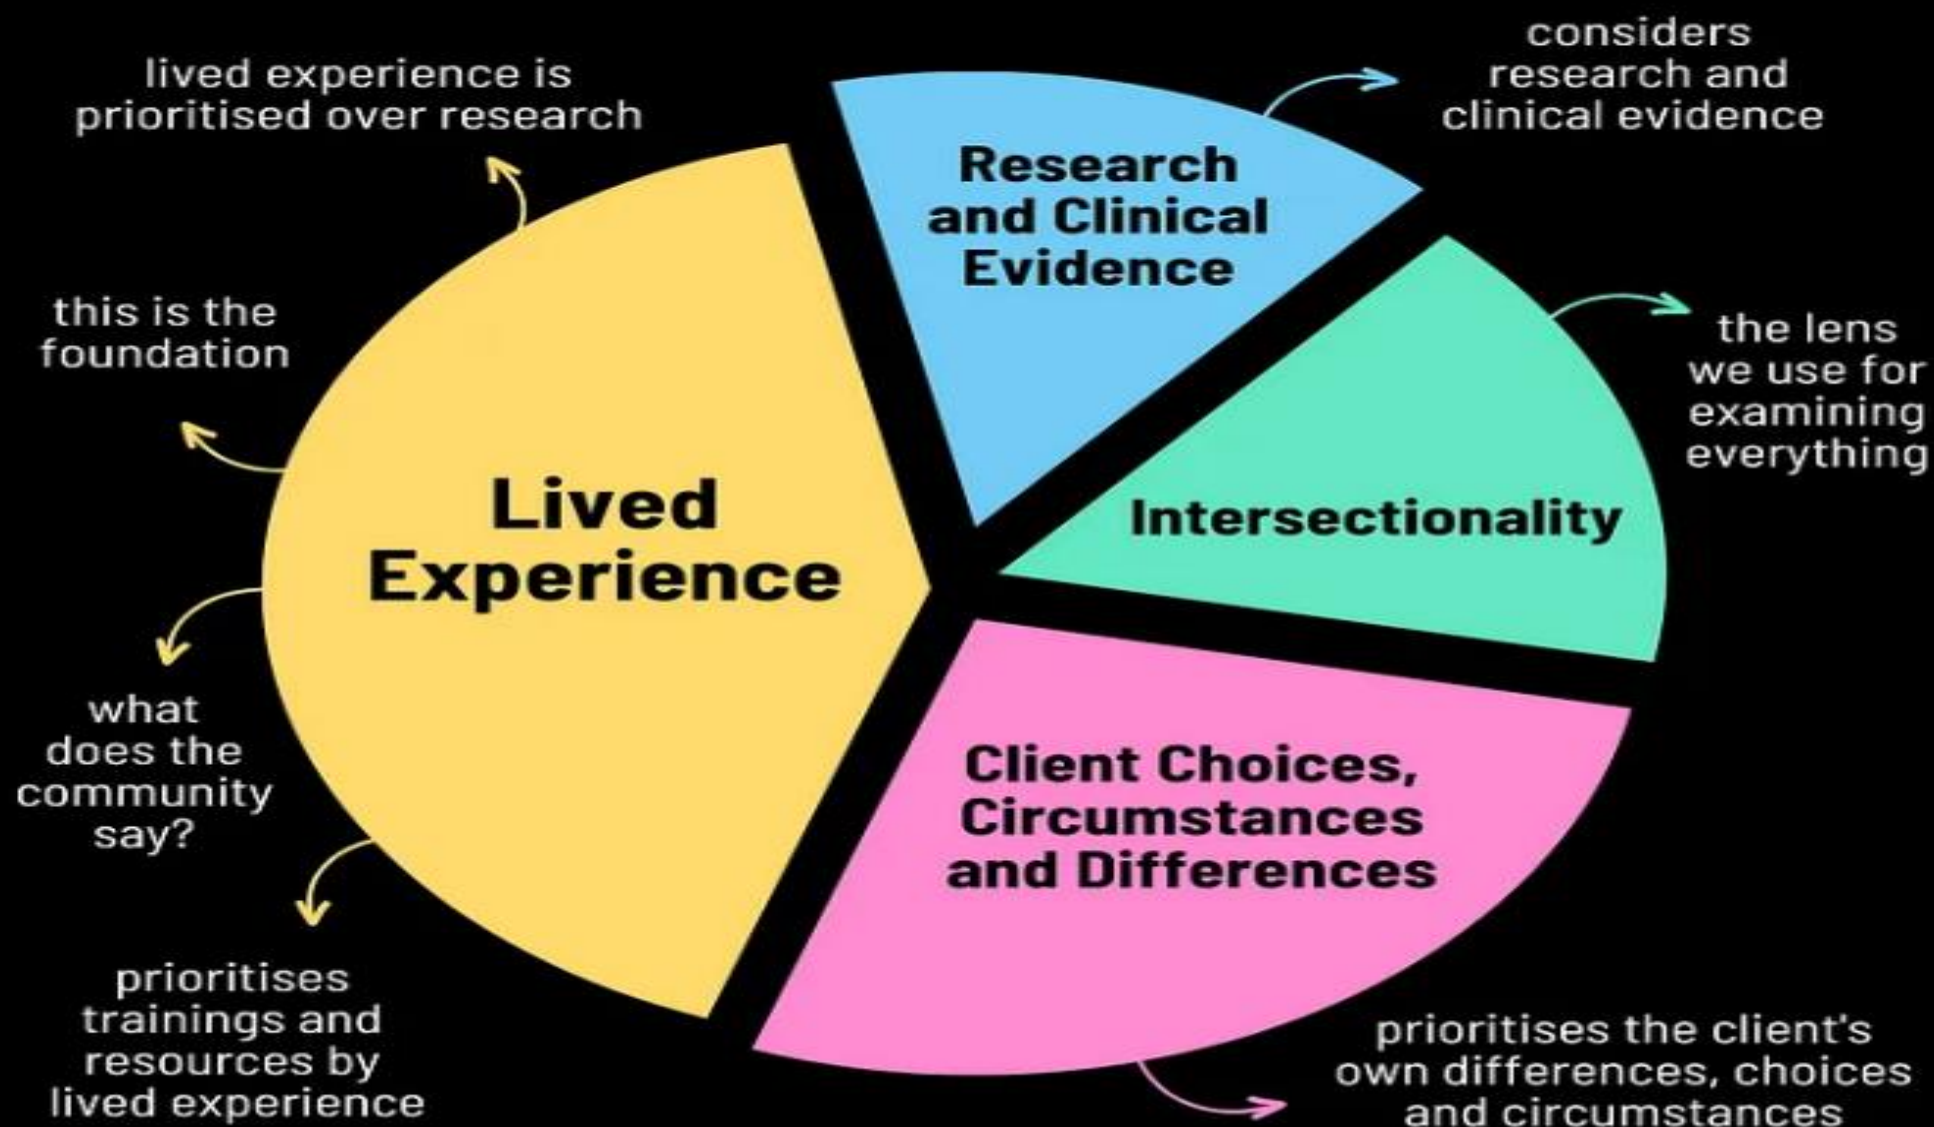 lived experience is
prioritised over research
this is the
foundation
what
does the
community
say?
prioritises
trainings and
resources by
lived experience
Lived
Experience
Research
and Clinical
Evidence
considers
research and
clinical evidence
Intersectionality
the lens
we use for
examining
everything
Client Choices,
Circumstances
and Differences
prioritises the client's
own differences, choices
and circumstances